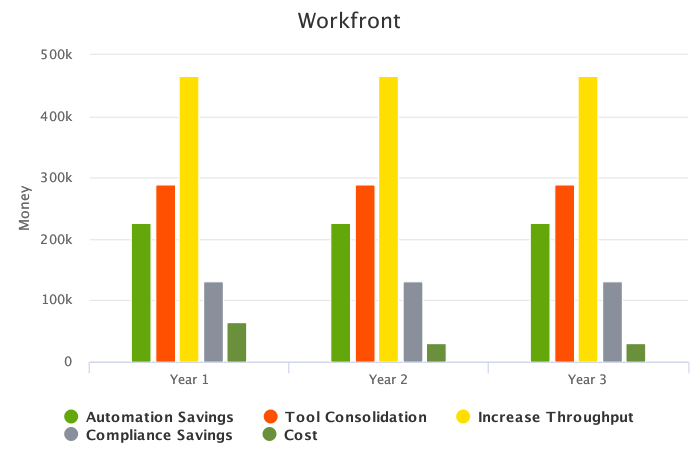 Workfront
500k
400k
300k
200k
100k
0
Money
Year 1 Year 2 Year 3
Automation Savings Tool Consolidation Increase Throughput
Compliance Savings Cost